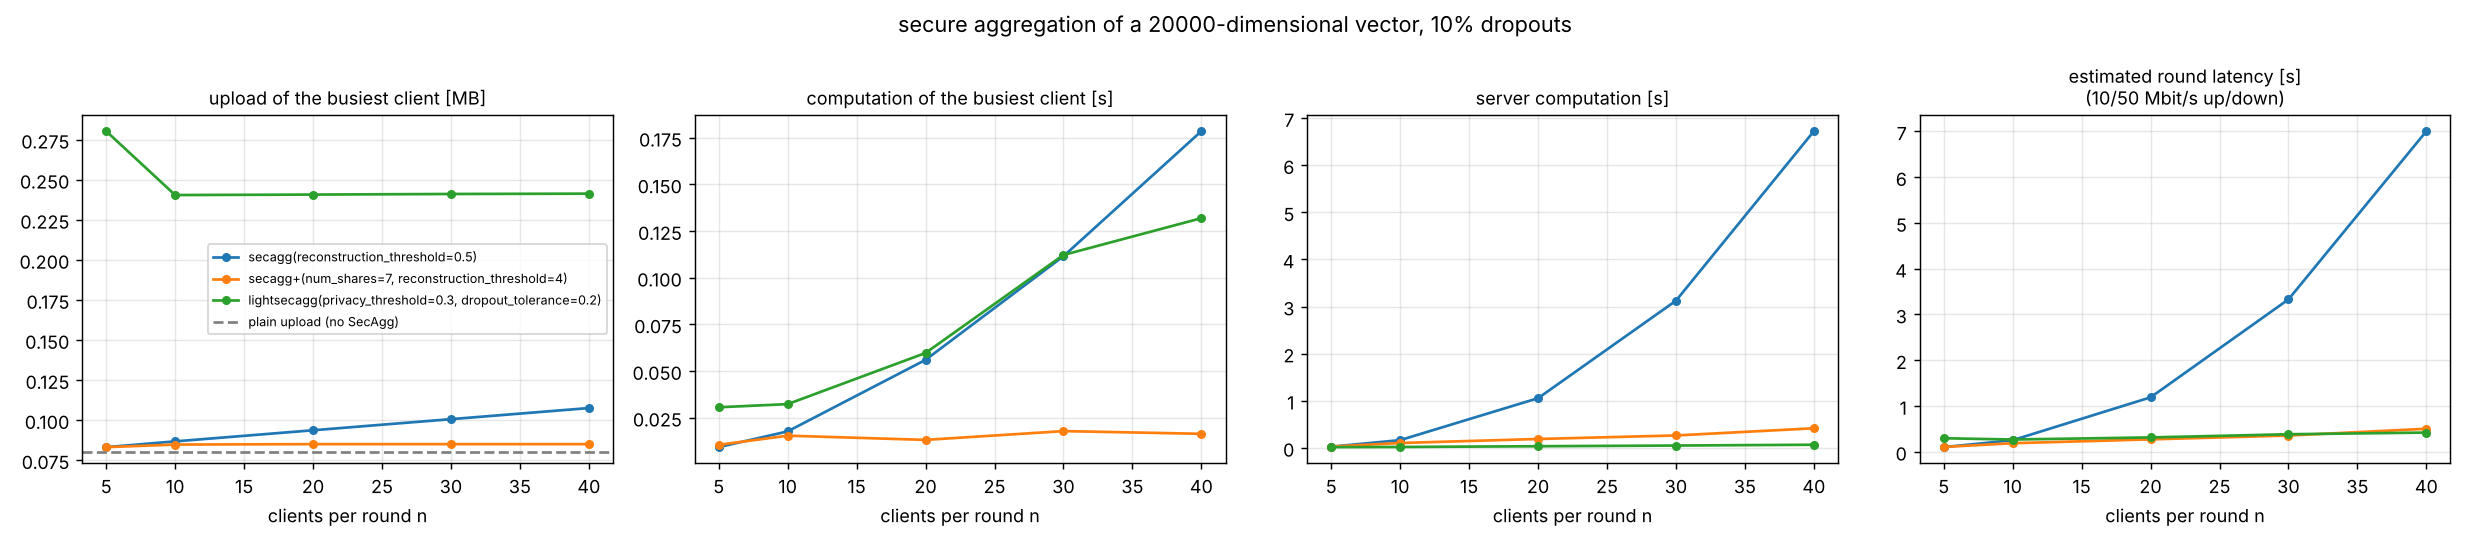 secure aggregation of a 20000-dimensional vector, 10% dropouts
upload of the busiest client [MB]
0.275
0.250
0.225
0.200
0.175
0.150
0.125
0.100
0.075
secagg(reconstruction_threshold=0.5)
secagg+(num_shares=7, reconstruction_threshold=4)
lightsecagg(privacy_threshold=0.3, dropout_tolerance=0.2)
plain upload (no SecAgg)
5 10 15 20 25 30 35 40
clients per round n
computation of the busiest client [s]
0.175
0.150
0.125
0.100
0.075
0.050
0.025
5 10 15 20 25 30 35 40
clients per round n
server computation [s]
7
6
5
4
3
2
1
0
5 10 15 20 25 30 35 40
clients per round n
estimated round latency [s]
(10/50 Mbit/s up/down)
7
6
5
4
3
2
1
0
5 10 15 20 25 30 35 40
clients per round n